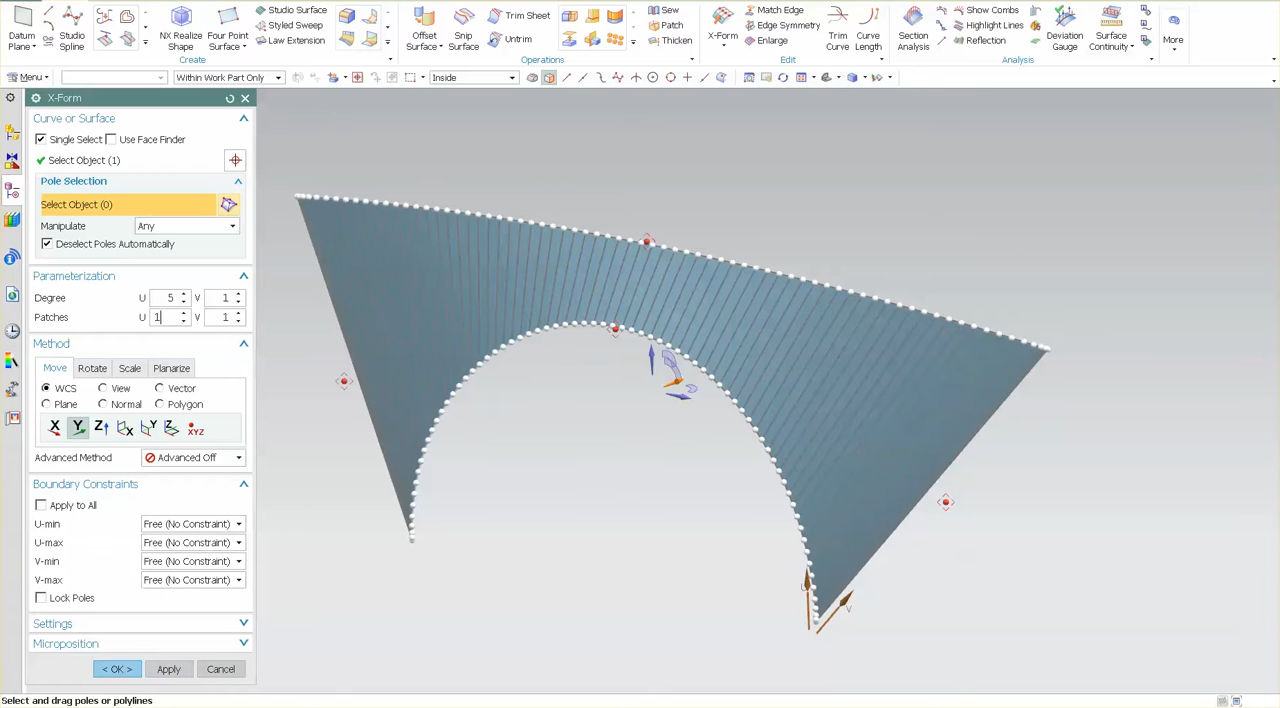 Datum Plane
Studio Spline
NX Realize Shape
Four Point Surface
Studio Surface
Styled Sweep
Law Extension
Create
Offset Surface
Snip Surface
Trim Sheet
Untrim
Sew
Patch
Thicken
Operations
X-Form
Match Edge
Edge Symmetry
Enlarge
Trim Curve
Curve Length
Edit
Section Analysis
Show Combs
Highlight Lines
Reflection
Deviation Gauge
Surface Continuity
Analysis
More
Menu
Within Work Part Only
Inside
X-Form
Curve or Surface
Single Select
Use Face Finder
Select Object (1)
Pole Selection
Select Object (0)
Manipulate Any
Deselect Poles Automatically
Parameterization
Degree U 5 V 1
Patches U 1 V 1
Method
Move Rotate Scale Planarize
WCS View Vector
Plane Normal Polygon
X Y Z X Y Z XYZ
Advanced Method Advanced Off
Boundary Constraints
Apply to All
U-min Free (No Constraint)
U-max Free (No Constraint)
V-min Free (No Constraint)
V-max Free (No Constraint)
Lock Poles
Settings
Microposition
< OK > Apply Cancel
Select and drag poles or polylines